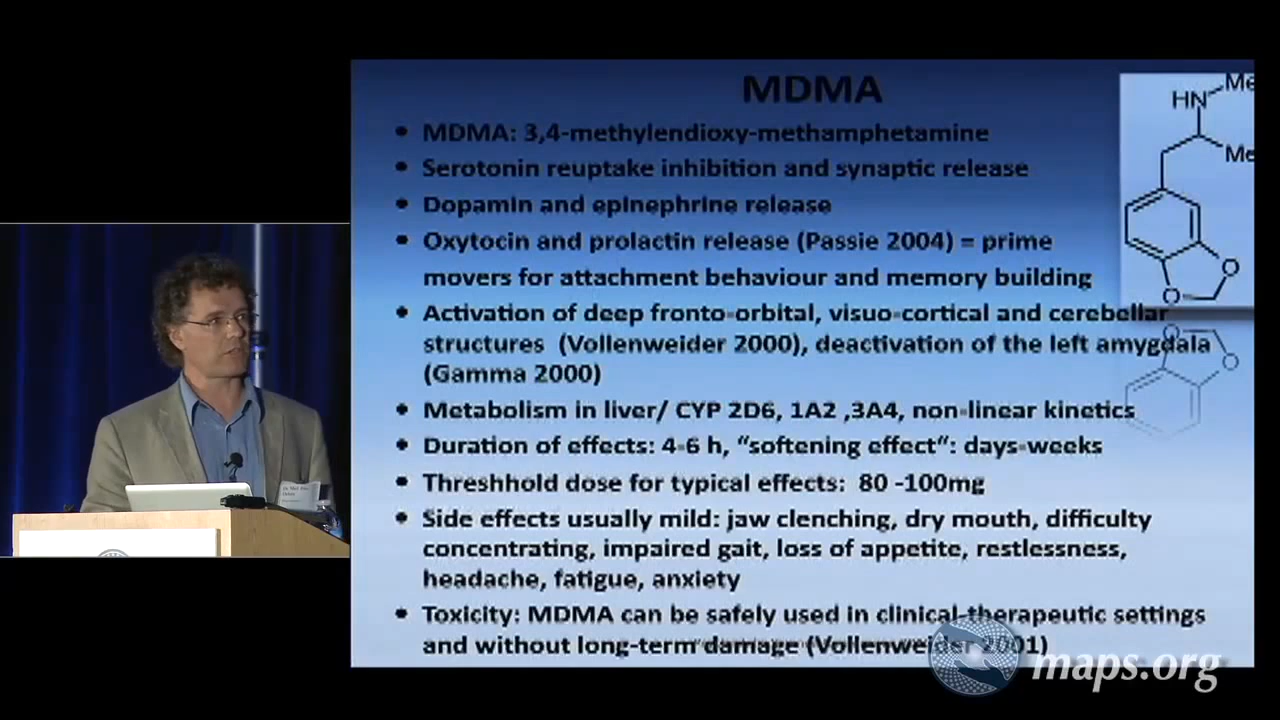 MDMA
• MDMA: 3,4-methylendioxy-methamphetamine
• Serotonin reuptake inhibition and synaptic release
• Dopamin and epinephrine release
• Oxytocin and prolactin release (Passie 2004) = prime
movers for attachment behaviour and memory building
• Activation of deep fronto-orbital, visuo-cortical and cerebellar
structures (Vollenweider 2000), deactivation of the left amygdala
(Gamma 2000)
• Metabolism in liver/ CYP 2D6, 1A2 ,3A4, non-linear kinetics
• Duration of effects: 4-6 h, “softening effect“: days-weeks
• Threshhold dose for typical effects: 80 -100mg
• Side effects usually mild: jaw clenching, dry mouth, difficulty
concentrating, impaired gait, loss of appetite, restlessness,
headache, fatigue, anxiety
• Toxicity: MDMA can be safely used in clinical-therapeutic settings
and without long-term damage (Vollenweider 2001)
HN
Me
Me
O
O
O
O
maps.org